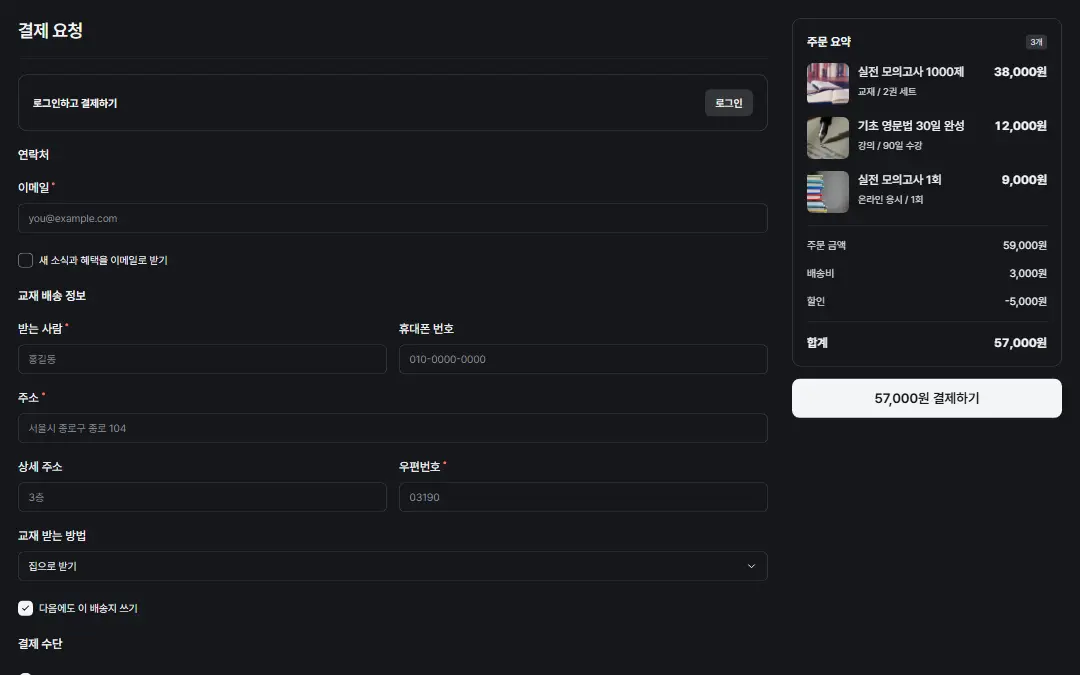 결제 요청
로그인하고 결제하기
로그인
연락처
이메일 *
you@example.com
새 소식과 혜택을 이메일로 받기
교재 배송 정보
받는 사람 *
휴대폰 번호
홍길동
010-0000-0000
주소 *
서울시 종로구 종로 104
상세 주소
우편번호 *
3층
03190
교재 받는 방법
집으로 받기
다음에도 이 배송지 쓰기
결제 수단
주문 요약
3개
실전 모의고사 1000제
38,000원
교재 / 2권 세트
기초 영문법 30일 완성
12,000원
강의 / 90일 수강
실전 모의고사 1회
9,000원
온라인 응시 / 1회
주문 금액
59,000원
배송비
3,000원
할인
-5,000원
합계
57,000원
57,000원 결제하기